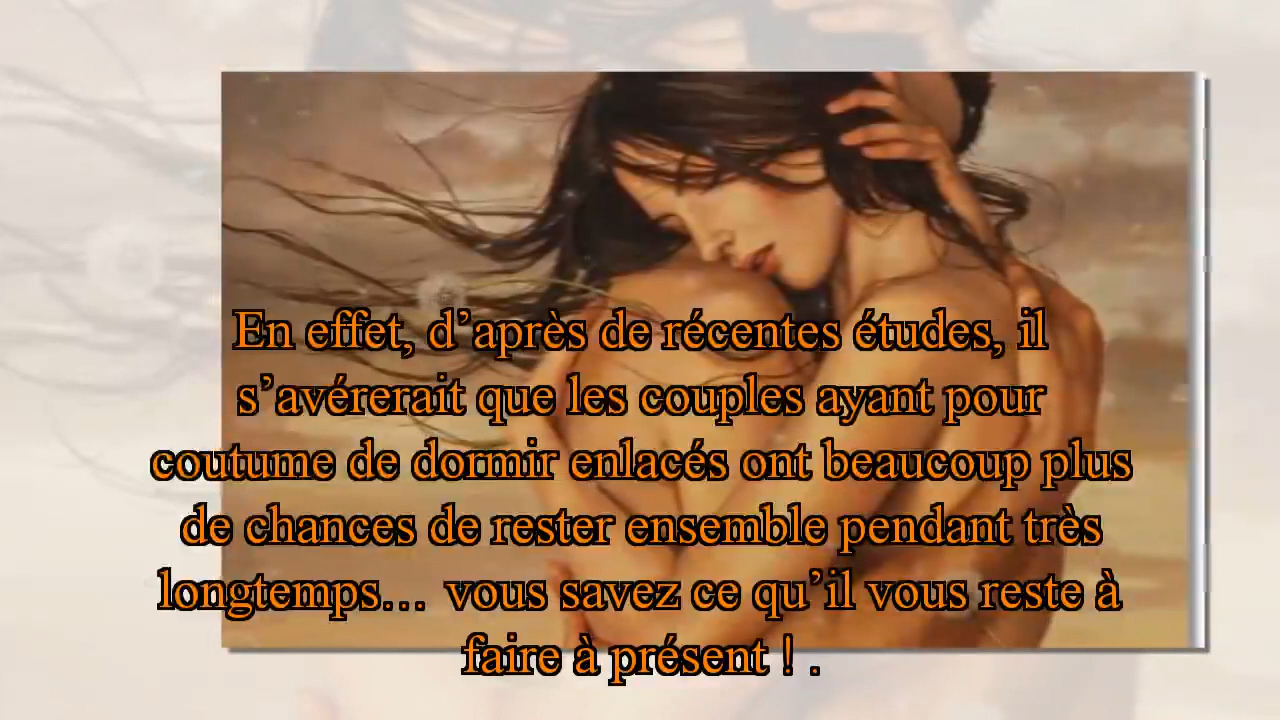 En effet, d’après de récentes études, il
s’avérerait que les couples ayant pour
coutume de dormir enlacés ont beaucoup plus
de chances de rester ensemble pendant très
longtemps… vous savez ce qu’il vous reste à
faire à présent ! .